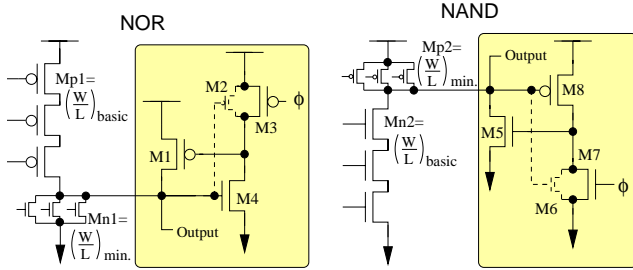 NOR
NAND
Mp1=
(W/L)basic
M2
ϕ
M3
M1
M4
Mn1=
(W/L)min.
Output
Mp2=
(W/L)min.
Output
M8
Mn2=
(W/L)basic
M5
M7
ϕ
M6